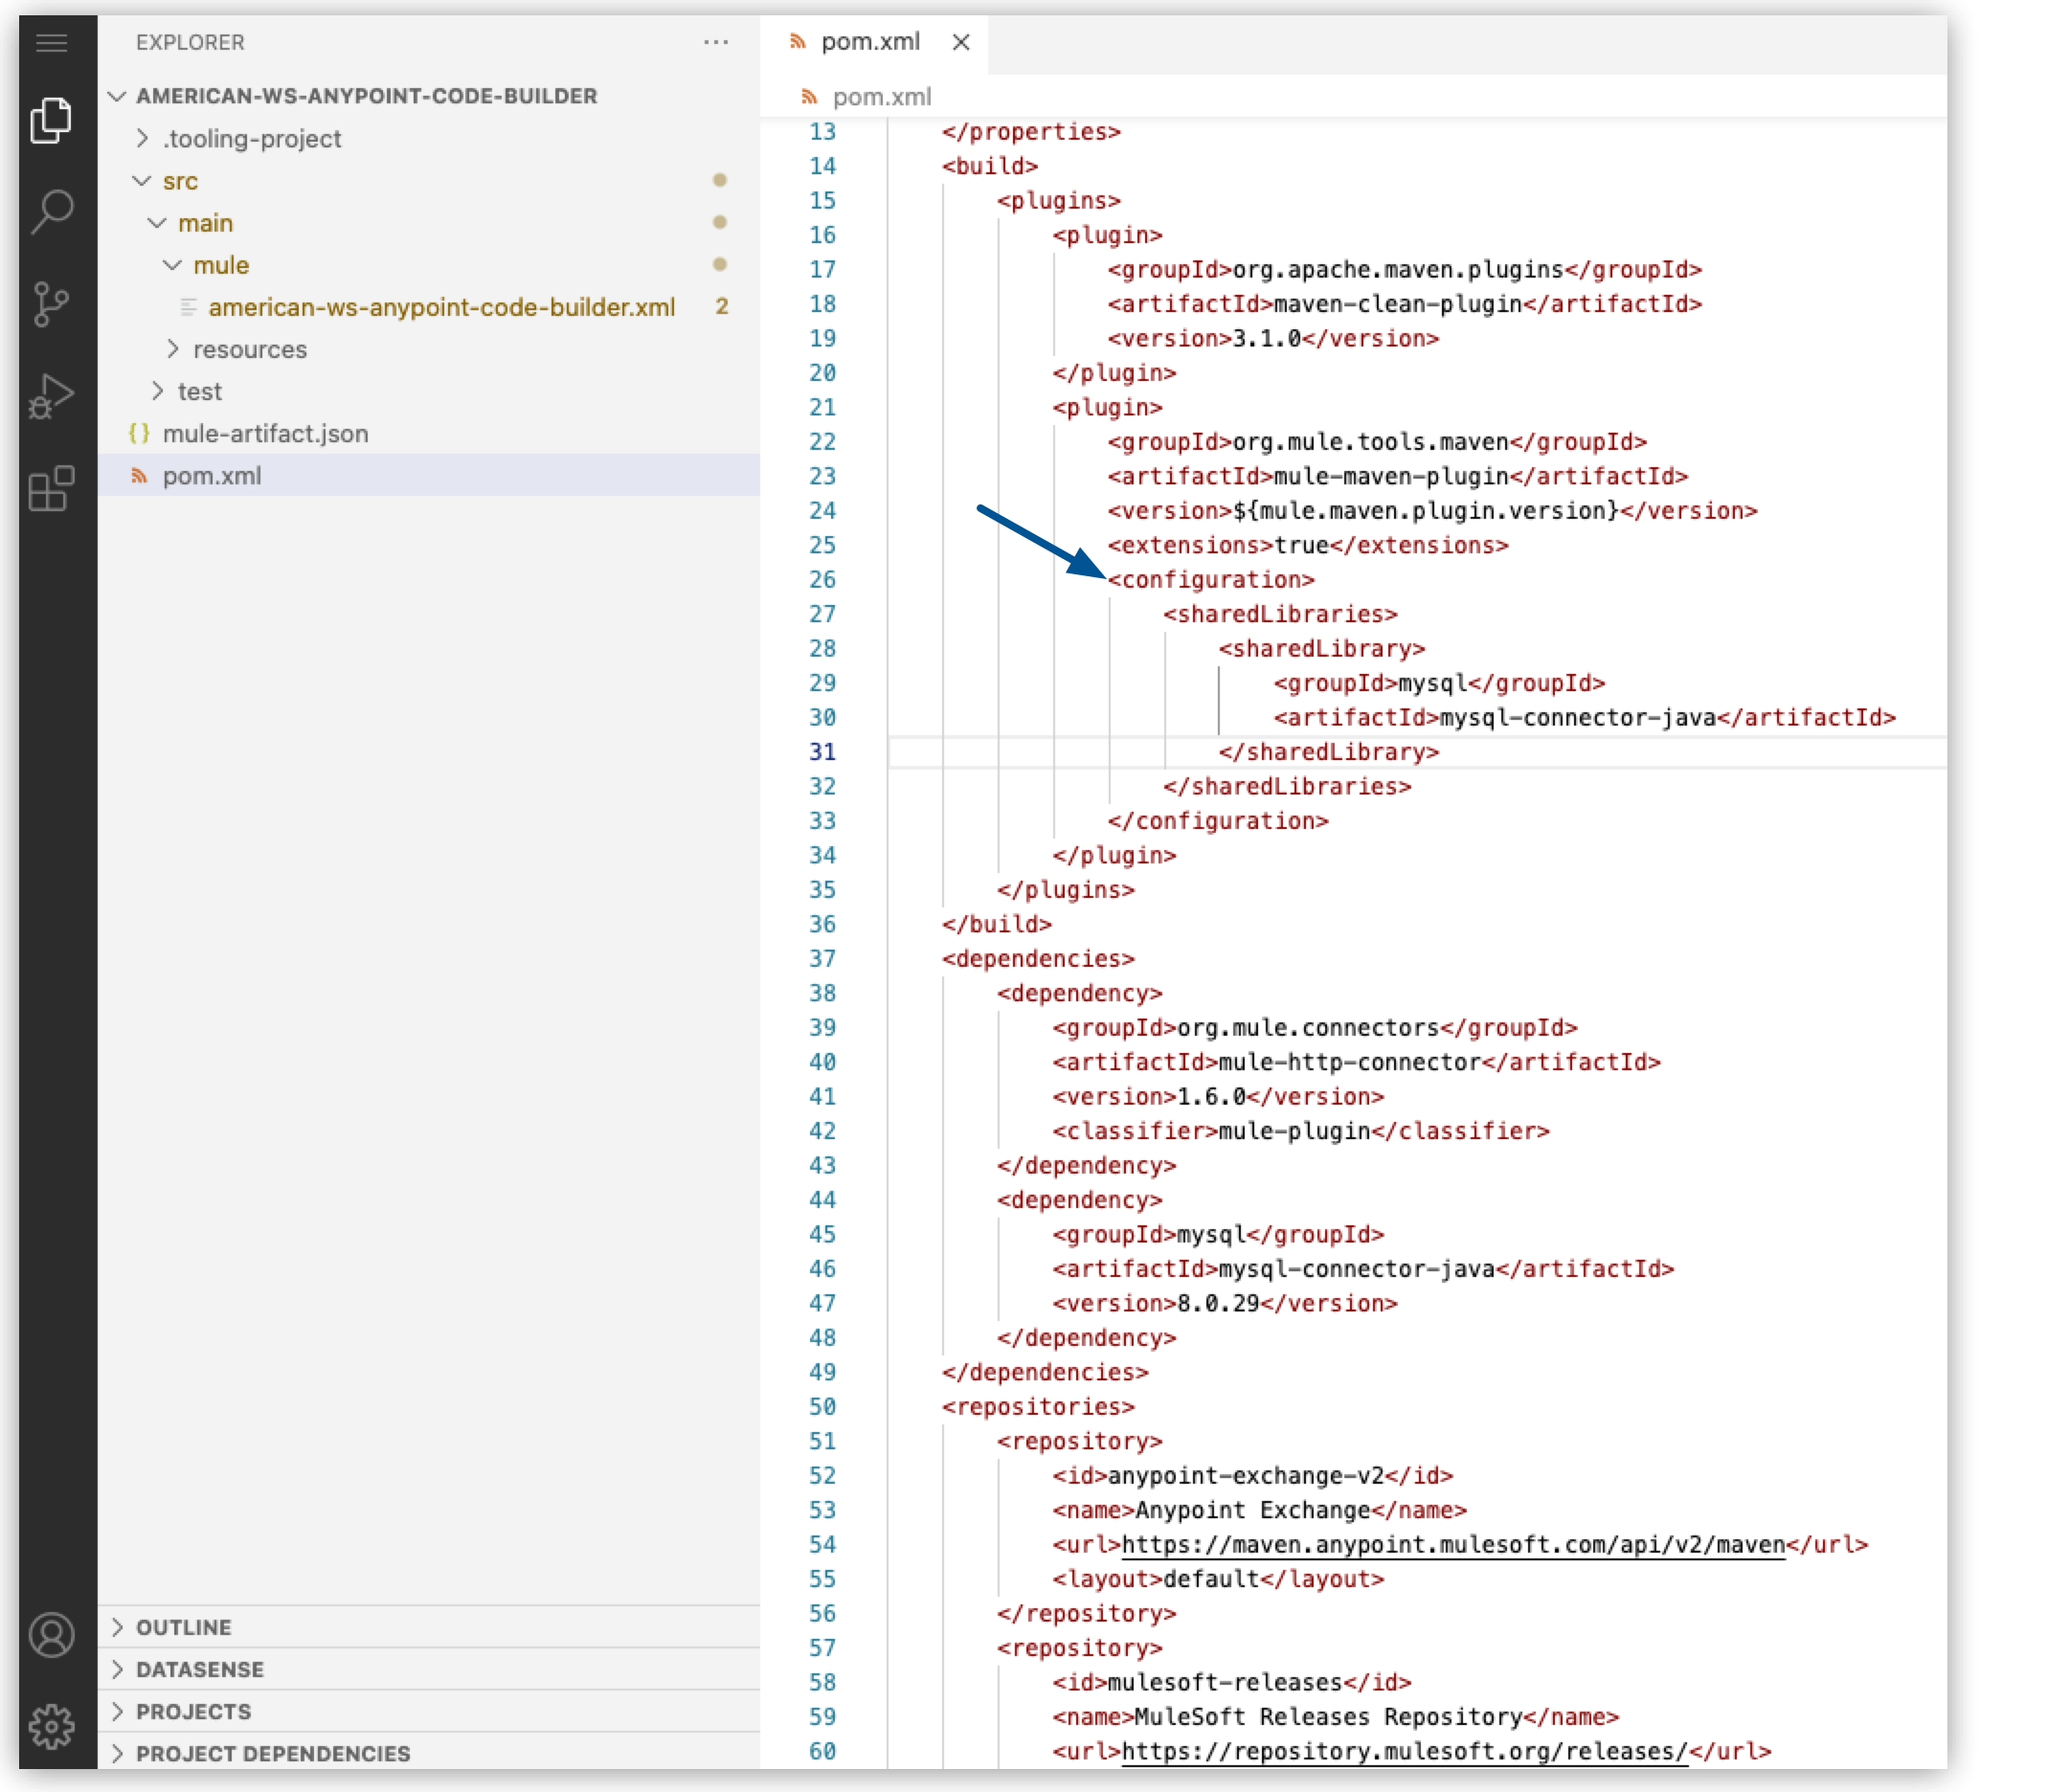 EXPLORER
AMERICAN-WS-ANYPOINT-CODE-BUILDER
.tooling-project
src
main
mule
american-ws-anypoint-code-builder.xml 2
resources
test
{} mule-artifact.json
pom.xml
OUTLINE
DATASENSE
PROJECTS
PROJECT DEPENDENCIES
pom.xml
pom.xml
13 </properties>
14 <build>
15 <plugins>
16 <plugin>
17 <groupId>org.apache.maven.plugins</groupId>
18 <artifactId>maven-clean-plugin</artifactId>
19 <version>3.1.0</version>
20 </plugin>
21 <plugin>
22 <groupId>org.mule.tools.maven</groupId>
23 <artifactId>mule-maven-plugin</artifactId>
24 <version>${mule.maven.plugin.version}</version>
25 <extensions>true</extensions>
26 <configuration>
27 <sharedLibraries>
28 <sharedLibrary>
29 <groupId>mysql</groupId>
30 <artifactId>mysql-connector-java</artifactId>
31 </sharedLibrary>
32 </sharedLibraries>
33 </configuration>
34 </plugin>
35 </plugins>
36 </build>
37 <dependencies>
38 <dependency>
39 <groupId>org.mule.connectors</groupId>
40 <artifactId>mule-http-connector</artifactId>
41 <version>1.6.0</version>
42 <classifier>mule-plugin</classifier>
43 </dependency>
44 <dependency>
45 <groupId>mysql</groupId>
46 <artifactId>mysql-connector-java</artifactId>
47 <version>8.0.29</version>
48 </dependency>
49 </dependencies>
50 <repositories>
51 <repository>
52 <id>anypoint-exchange-v2</id>
53 <name>Anypoint Exchange</name>
54 <url>https://maven.anypoint.mulesoft.com/api/v2/maven</url>
55 <layout>default</layout>
56 </repository>
57 <repository>
58 <id>mulesoft-releases</id>
59 <name>MuleSoft Releases Repository</name>
60 <url>https://repository.mulesoft.org/releases/</url>